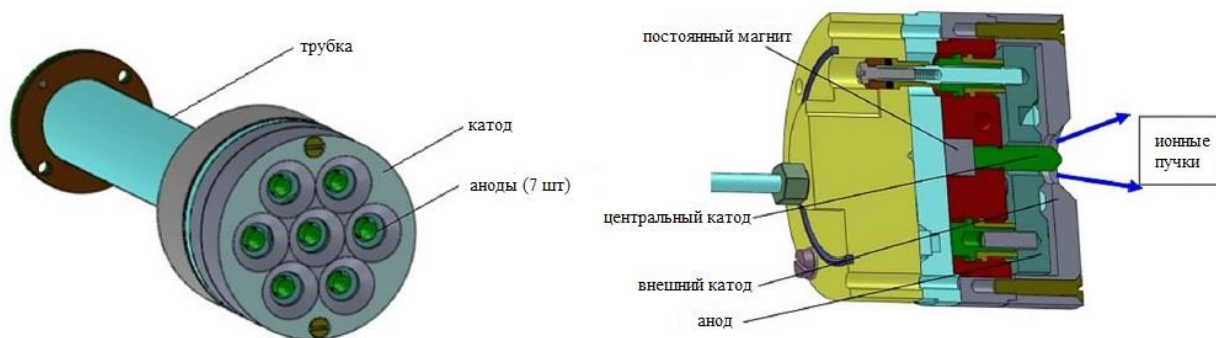 трубка
катод
аноды (7 шт)
постоянный магнит
ионные
пучки
центральный катод
внешний катод
анод